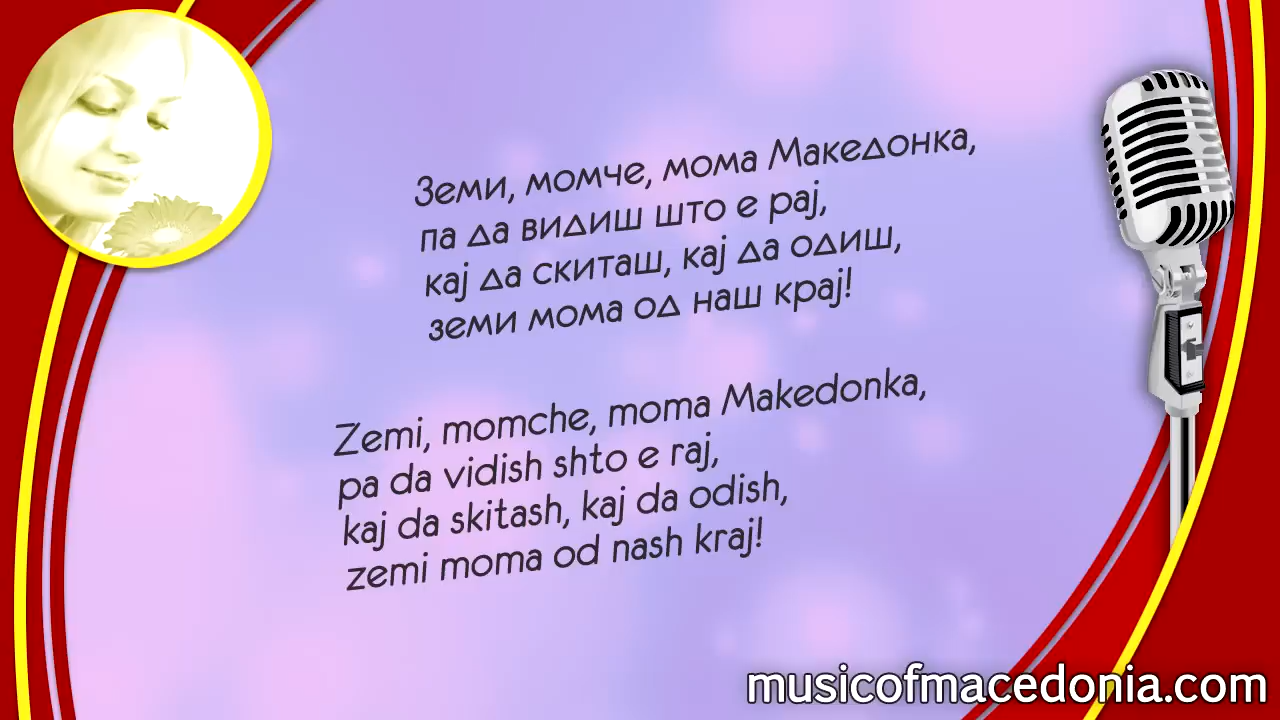 Земи, момче, мома Македонка,
па да видиш што е рај,
кај да скиташ, кај да одиш,
земи мома од наш крај!
Zemi, momche, moma Makedonka,
pa da vidish shto e raj,
kaj da skitash, kaj da odish,
zemi moma od nash kraj!
musicofmacedonia.com